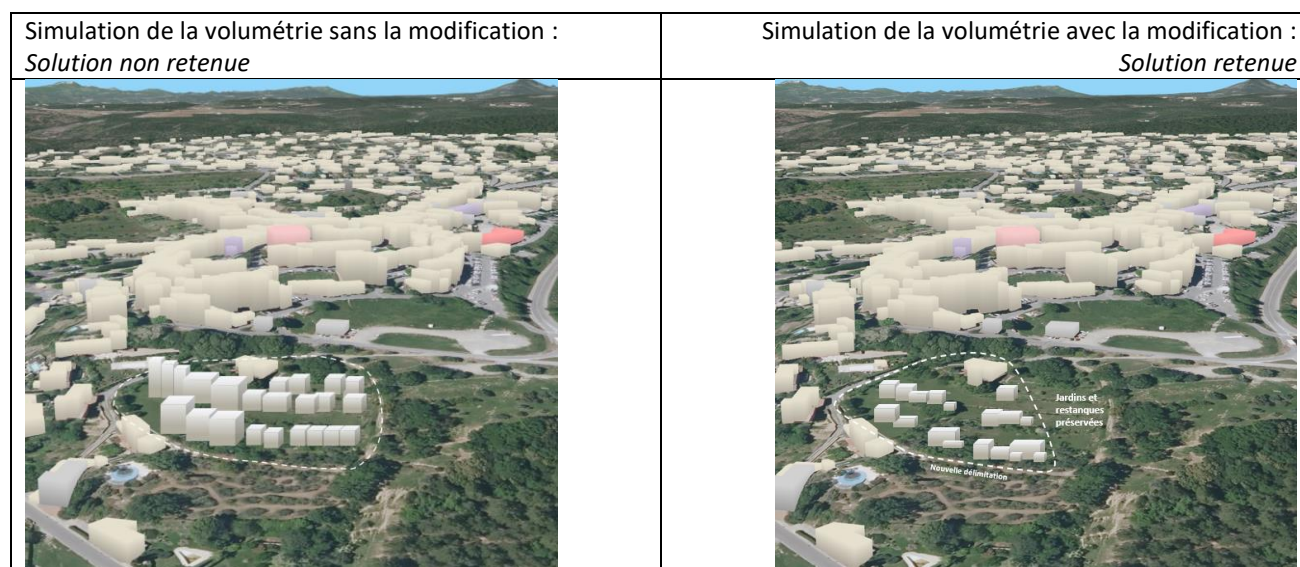 Simulation de la volumétrie sans la modification :
Solution non retenue
Simulation de la volumétrie avec la modification :
Solution retenue
Jardins et
restanques
préservées
Nouvelle délimitation